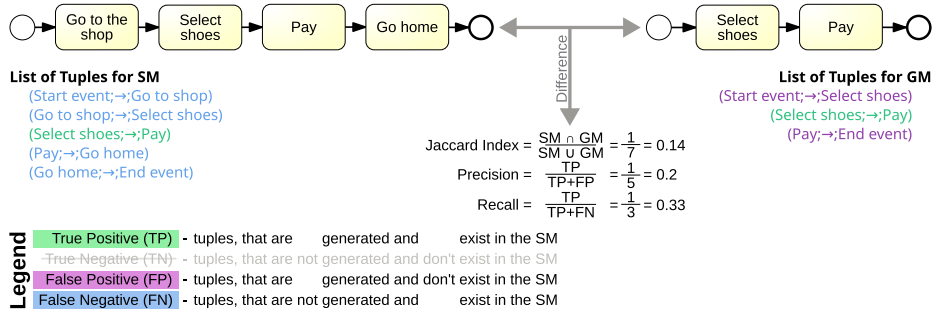 Go to the
shop
Select
shoes
Pay
Go home
Select
shoes
Pay
Difference
List of Tuples for SM
(Start event;→;Go to shop)
(Go to shop;→;Select shoes)
(Select shoes;→;Pay)
(Pay;→;Go home)
(Go home;→;End event)
List of Tuples for GM
(Start event;→;Select shoes)
(Select shoes;→;Pay)
(Pay;→;End event)
Jaccard Index = SM ∩ GM / SM ∪ GM = 1 / 7 = 0.14
Precision = TP / TP+FP = 1 / 5 = 0.2
Recall = TP / TP+FN = 1 / 3 = 0.33
Legend
True Positive (TP) - tuples, that are generated and exist in the SM
True Negative (TN) - tuples, that are not generated and don't exist in the SM
False Positive (FP) - tuples, that are generated and don't exist in the SM
False Negative (FN) - tuples, that are not generated and exist in the SM